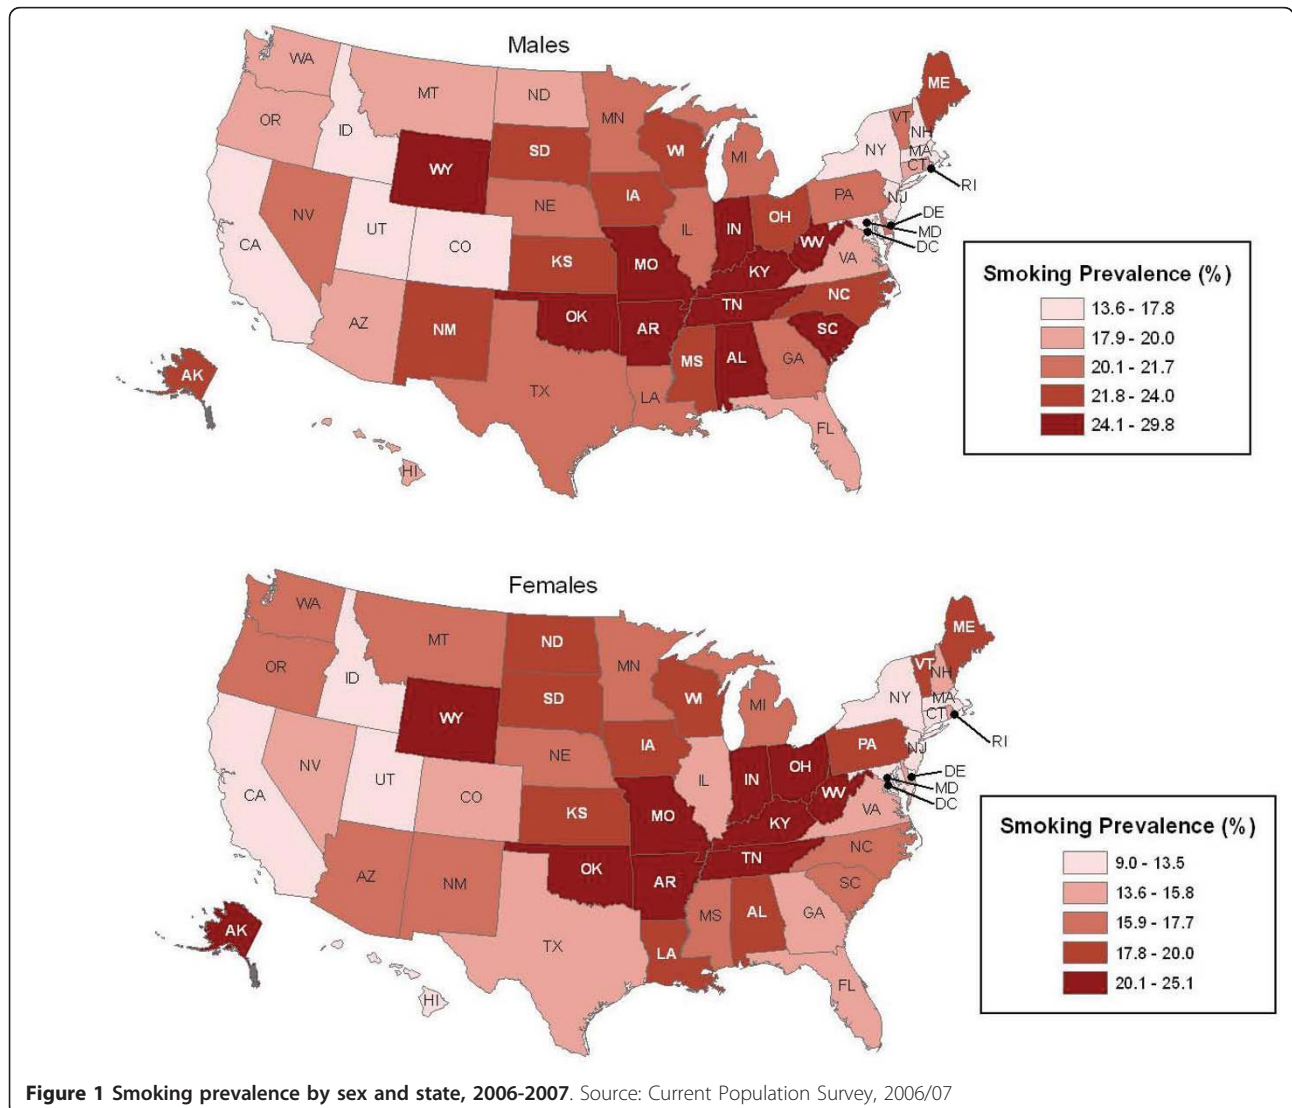 Males
WA
MT
ND
MN
ME
VT
NH
OR
ID
SD
WI
MI
NY
MA
CT
RI
WY
IA
PA
NJ
NE
NV
UT
CO
IL
IN
OH
DE
MD
DC
CA
KS
MO
WV
VA
KY
AZ
NM
OK
AR
TN
NC
SC
MS
AL
GA
TX
LA
AK
FL
HI
Smoking Prevalence (%)
13.6 - 17.8
17.9 - 20.0
20.1 - 21.7
21.8 - 24.0
24.1 - 29.8
Females
WA
MT
ND
MN
ME
VT
NH
OR
ID
SD
WI
MI
NY
MA
CT
RI
WY
IA
PA
NJ
NE
NV
UT
CO
IL
IN
OH
DE
MD
DC
CA
KS
MO
WV
VA
KY
AZ
NM
OK
AR
TN
NC
SC
MS
AL
GA
TX
LA
AK
FL
HI
Smoking Prevalence (%)
9.0 - 13.5
13.6 - 15.8
15.9 - 17.7
17.8 - 20.0
20.1 - 25.1
Figure 1 Smoking prevalence by sex and state, 2006-2007. Source: Current Population Survey, 2006/07